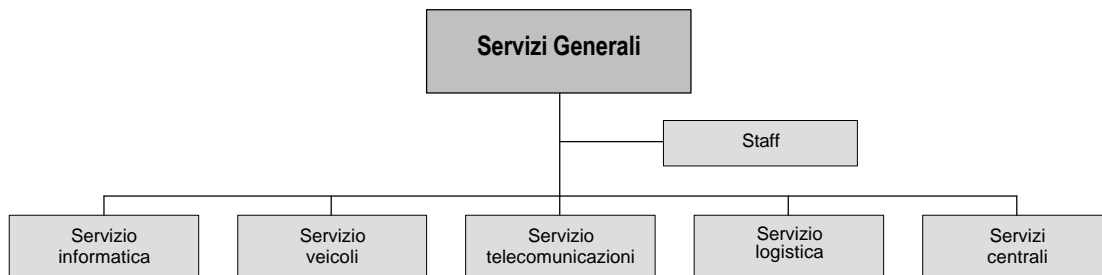 Servizi Generali
Staff
Servizio
informatica
Servizio
veicoli
Servizio
telecomunicazioni
Servizio
logistica
Servizi
centrali